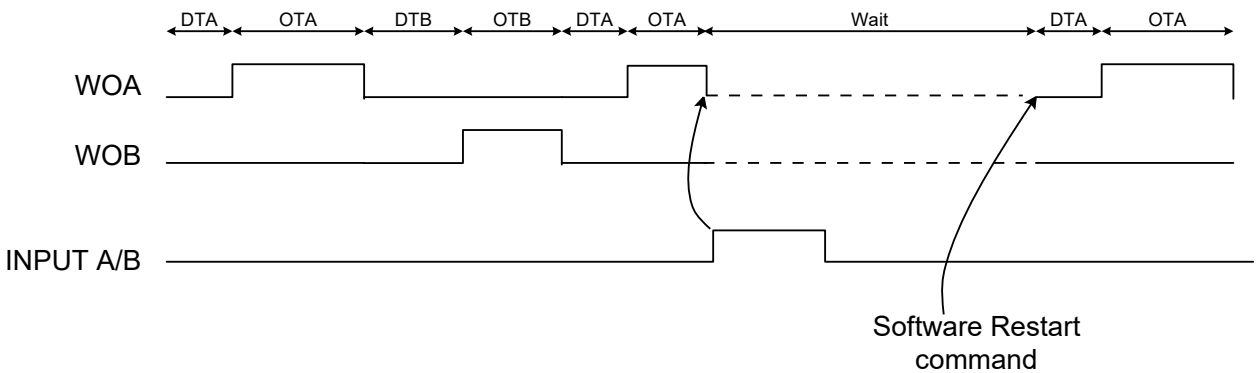 DTA OTA DTB OTB DTA OTA Wait DTA OTA
WOA
WOB
INPUT A/B
Software Restart
command